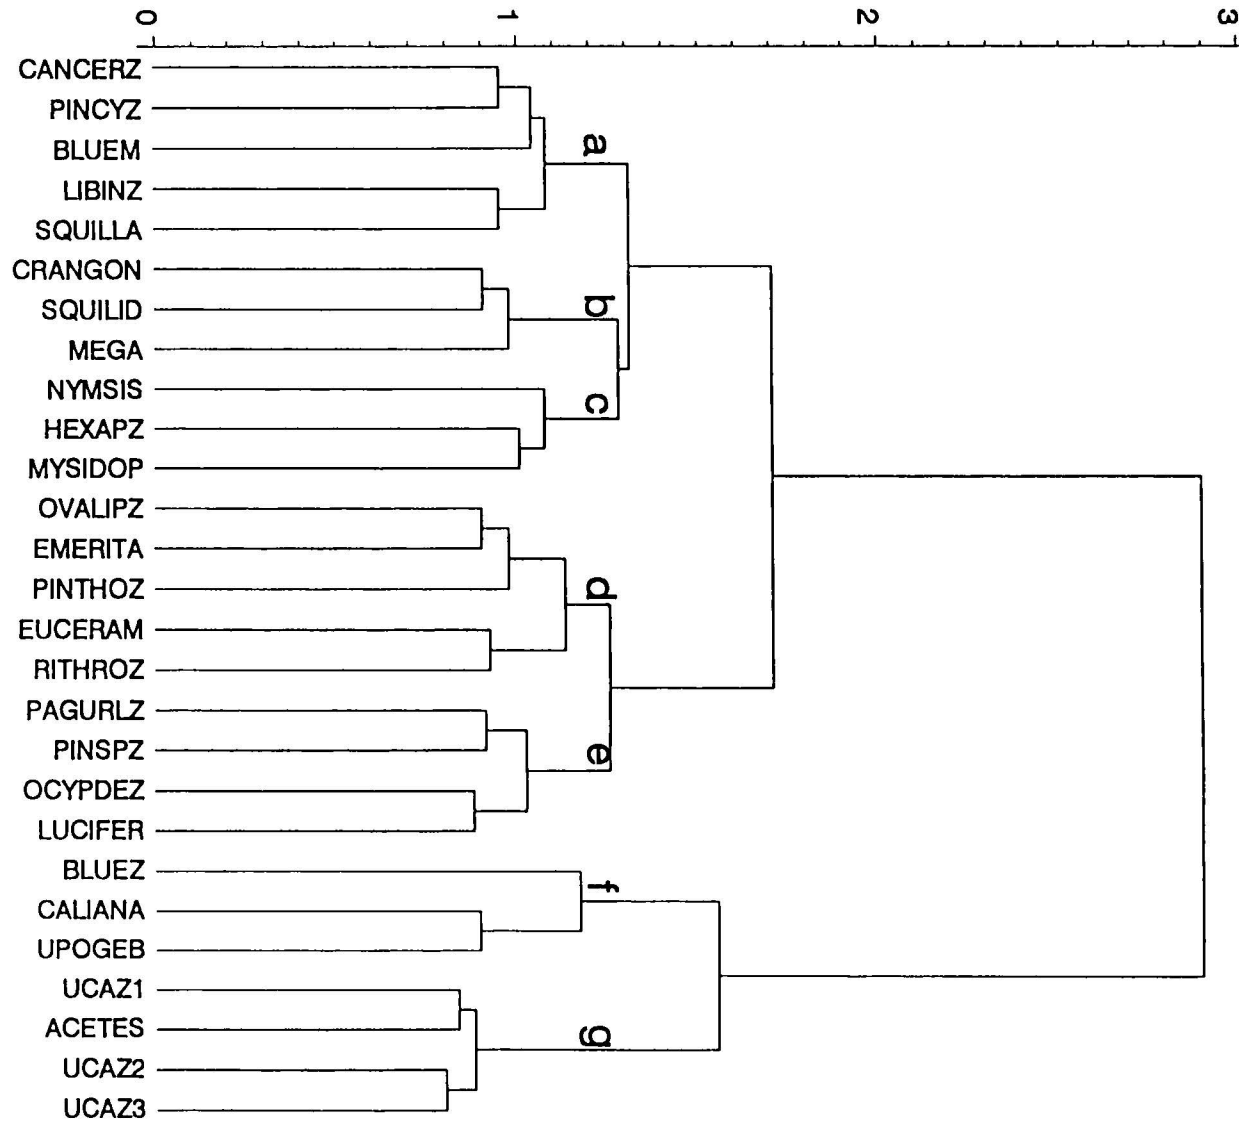 0 1 2 3
CANCERZ
PINCYZ
BLUEM
a
LIBINZ
SQUILLA
CRANGON
SQUILID
b
MEGA
NYMSIS
c
HEXAPZ
MYSIDOP
OVALIPZ
EMERITA
PINTHOZ
d
EUCERAM
RITHROZ
PAGURLZ
PINSPZ
e
OCYPDEZ
LUCIFER
BLUEZ
f
CALIANA
UPOGEB
UCAZ1
ACETES
g
UCAZ2
UCAZ3